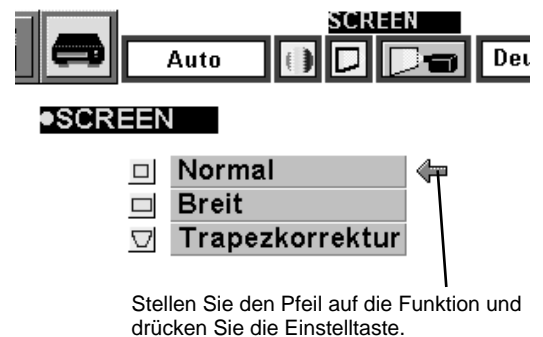 SCREEN
Auto
Deu
●SCREEN
Normal
Breit
Trapezkorrektur
Stellen Sie den Pfeil auf die Funktion und
drücken Sie die Einstelltaste.